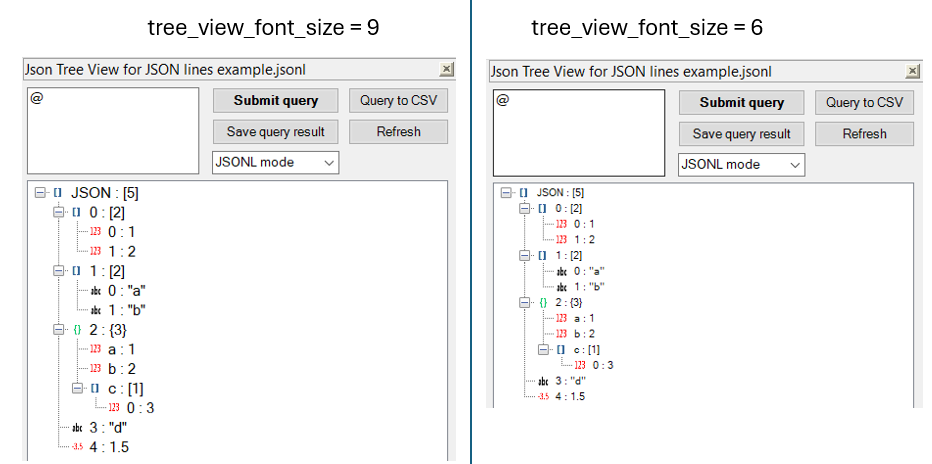 tree_view_font_size = 9
Json Tree View for JSON lines example.jsonl
@
Submit query
Query to CSV
Save query result
Refresh
JSONL mode
[] JSON : [5]
[] 0 : [2]
123 0 : 1
123 1 : 2
[] 1 : [2]
abc 0 : "a"
abc 1 : "b"
{} 2 : {3}
123 a : 1
123 b : 2
[] c : [1]
123 0 : 3
abc 3 : "d"
-3.5 4 : 1.5
tree_view_font_size = 6
Json Tree View for JSON lines example.jsonl
@
Submit query
Query to CSV
Save query result
Refresh
JSONL mode
[] JSON : [5]
[] 0 : [2]
123 0 : 1
123 1 : 2
[] 1 : [2]
abc 0 : "a"
abc 1 : "b"
{} 2 : {3}
123 a : 1
123 b : 2
[] c : [1]
123 0 : 3
abc 3 : "d"
-3.5 4 : 1.5